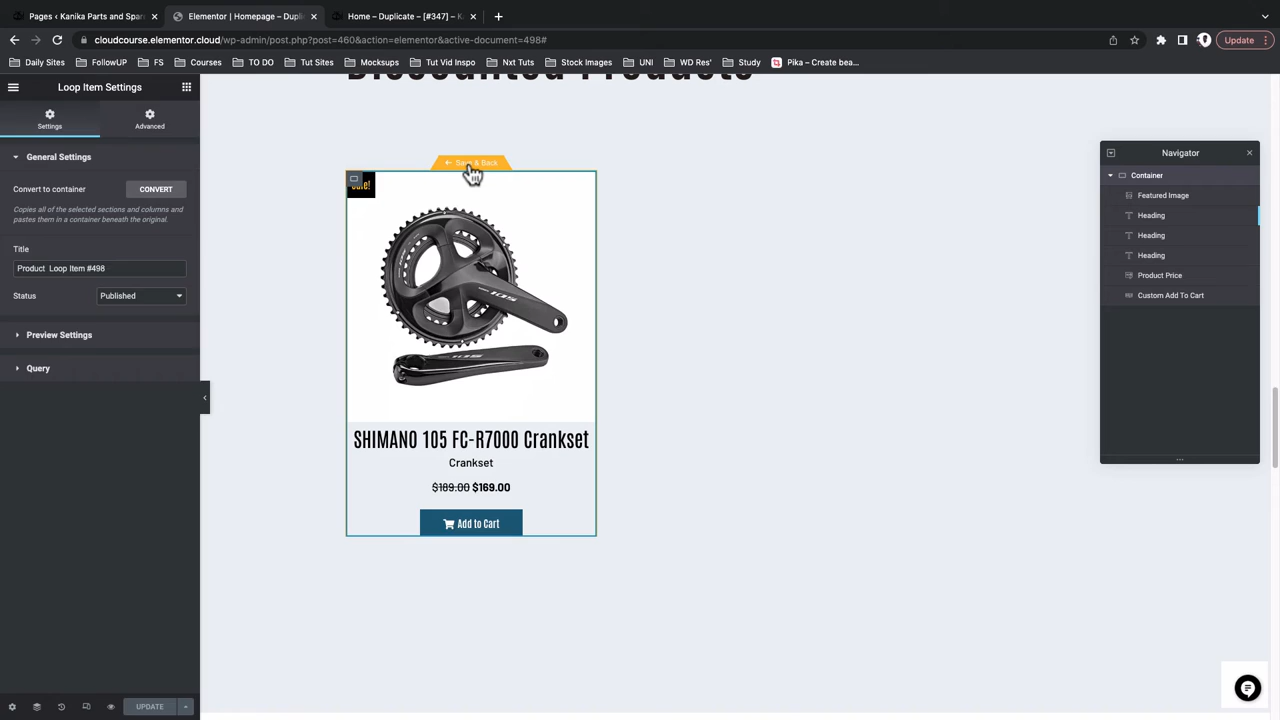 Pages ‹ Kanika Parts and Spar
Elementor | Homepage – Dupli
Home – Duplicate – [#347] – K
cloudcourse.elementor.cloud/wp-admin/post.php?post=460&action=elementor&active-document=498#
Update
Daily Sites
FollowUP
FS
TO DO
Tut Sites
Mockups
Tut Vid Inspo
Nxt Tuts
Stock Images
UNI
WD Res'
Study
Pika – Create bea...
Loop Item Settings
Settings
Advanced
General Settings
Convert to container
CONVERT
Copies all of the selected sections and columns and
pastes them in a container beneath the original.
Title
Product Loop Item #498
Status
Published
Preview Settings
Query
UPDATE
Discounted Products
Save & Back
Sale!
105
SHIMANO 105 FC-R7000 Crankset
Crankset
$189.00 $169.00
Add to Cart
Navigator
Container
Featured Image
Heading
Heading
Heading
Product Price
Custom Add To Cart